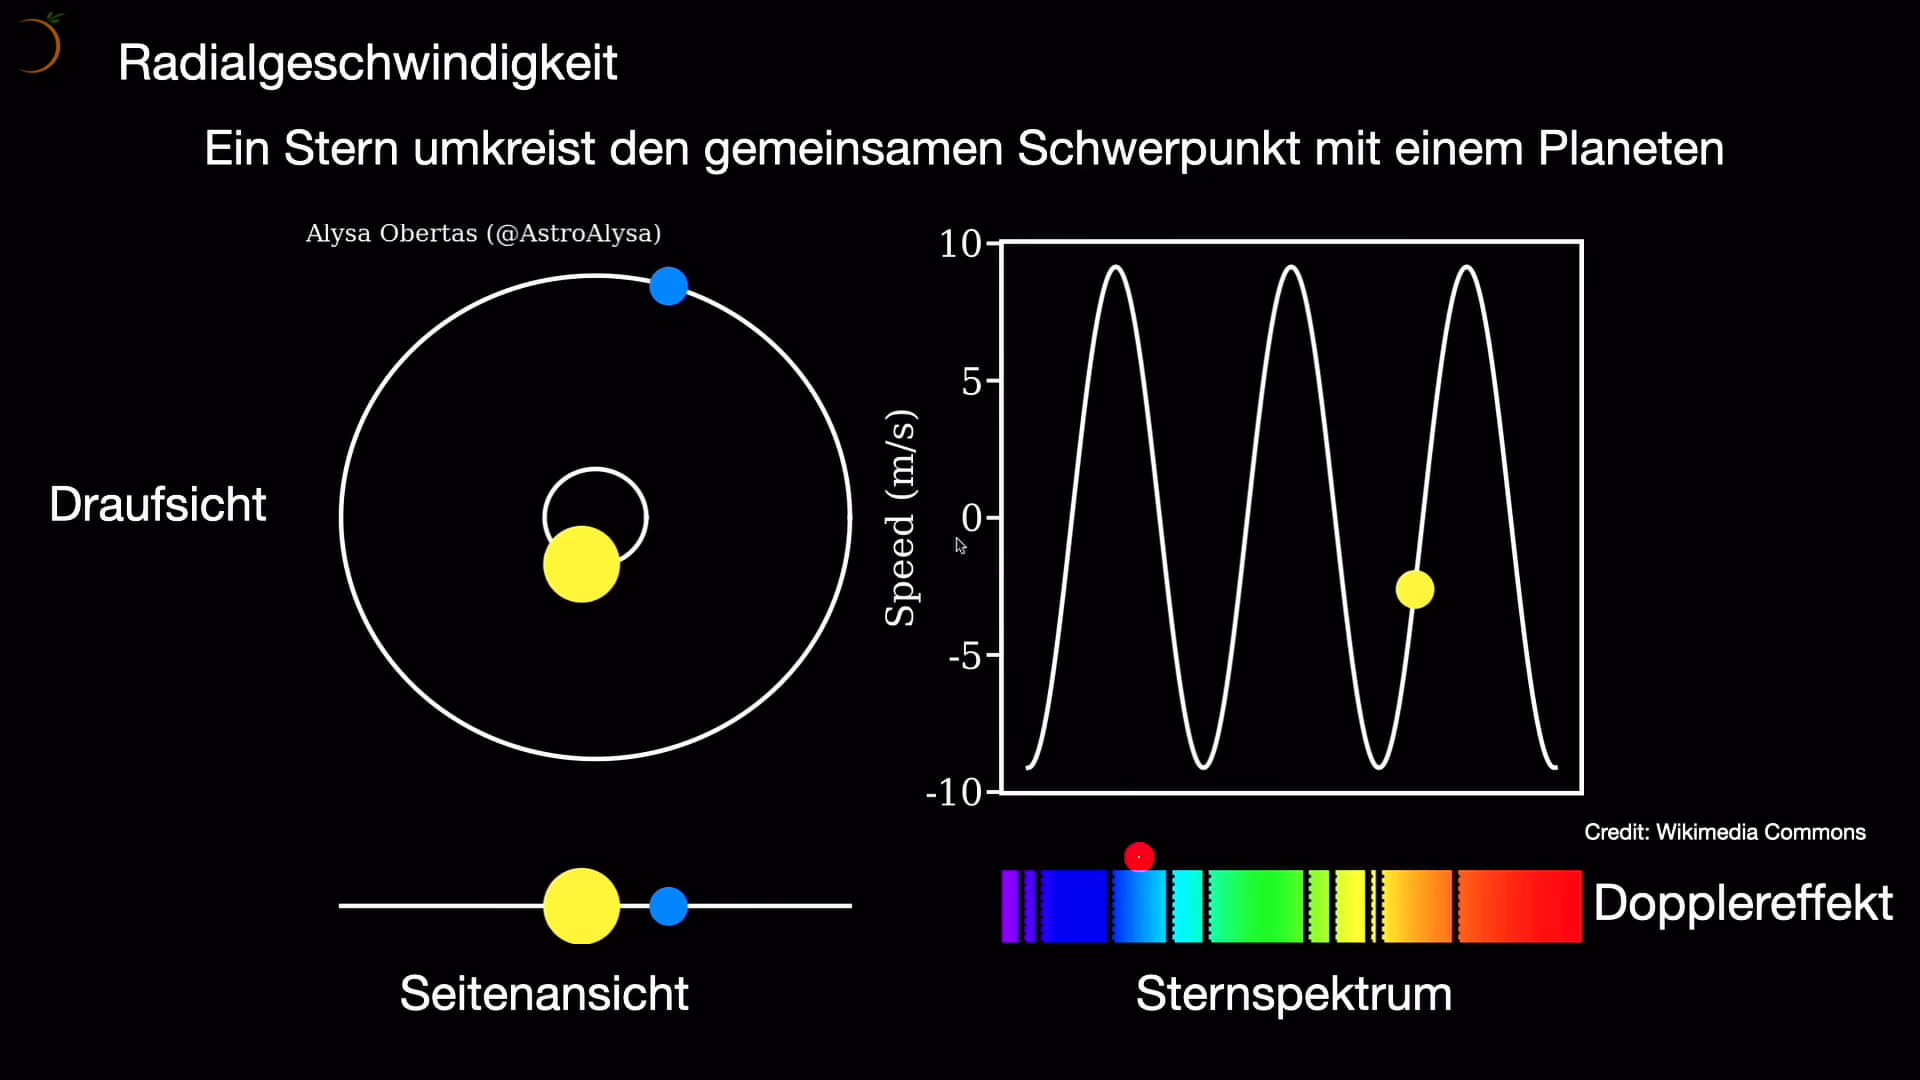 Radialgeschwindigkeit
Ein Stern umkreist den gemeinsamen Schwerpunkt mit einem Planeten
Alysa Obertas (@AstroAlysa)
Draufsicht
Seitenansicht
Speed (m/s)
10
5
0
-5
-10
Credit: Wikimedia Commons
Dopplereffekt
Sternspektrum